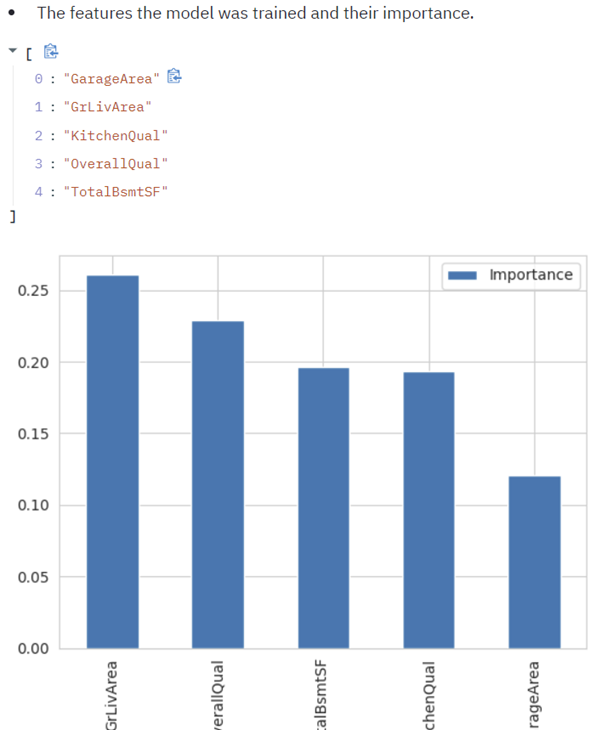 • The features the model was trained and their importance.
[
0 : "GarageArea"
1 : "GrLivArea"
2 : "KitchenQual"
3 : "OverallQual"
4 : "TotalBsmtSF"
]
Importance
0.25
0.20
0.15
0.10
0.05
0.00
GrLivArea
verallQual
alBsmtSF
chenQual
rageArea